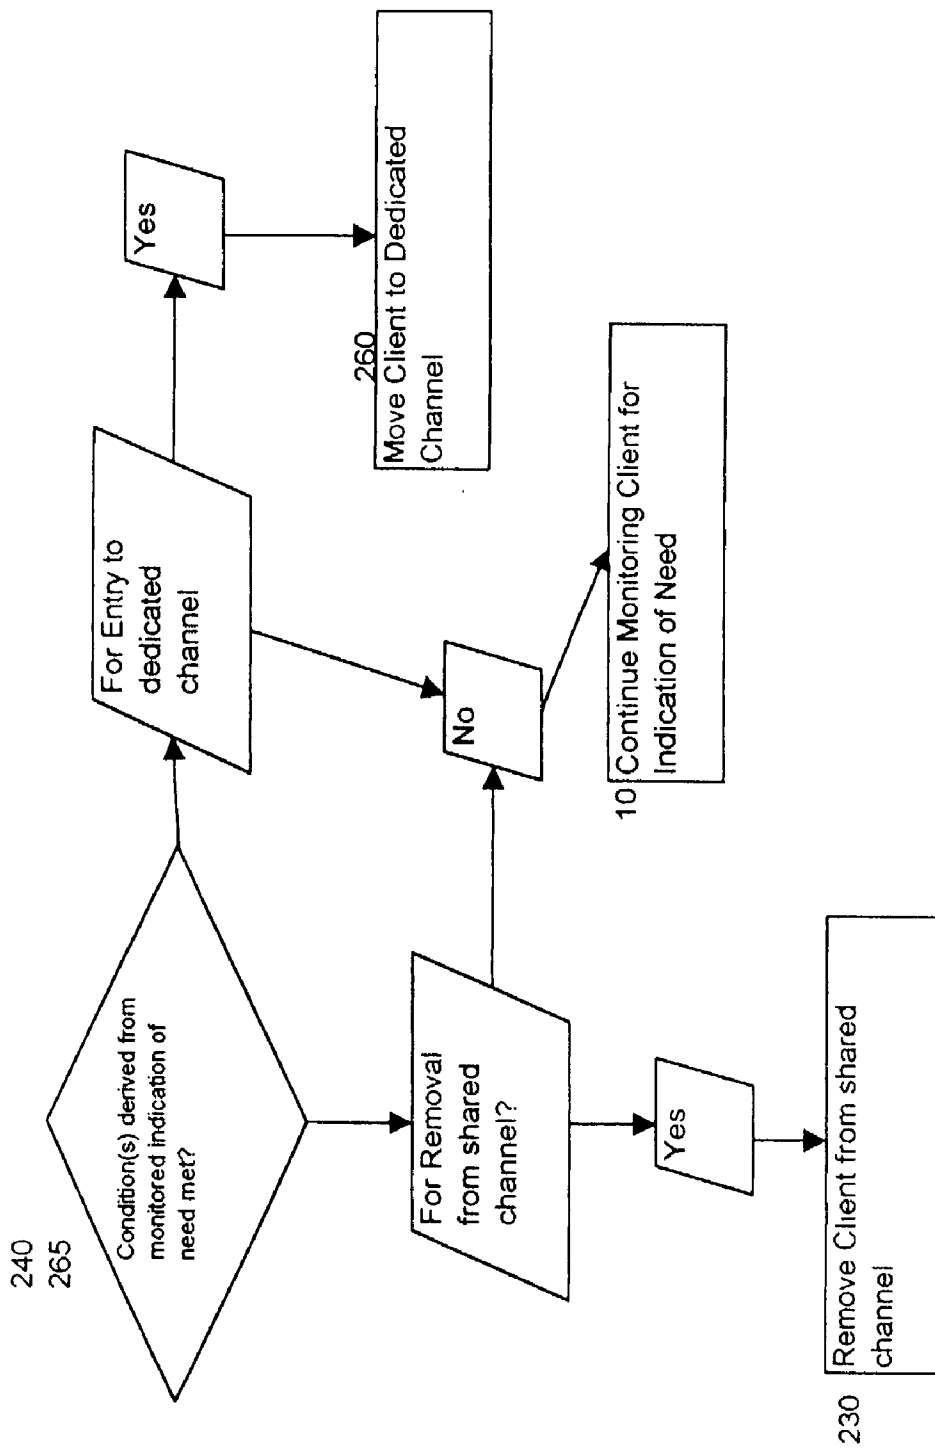 240
265
Condition(s) derived from
monitored indication of
need met?
For Entry to
dedicated
channel
Yes
260
Move Client to Dedicated
Channel
For Removal
from shared
channel?
No
10
Continue Monitoring Client for
Indication of Need
Yes
230
Remove Client from shared
channel